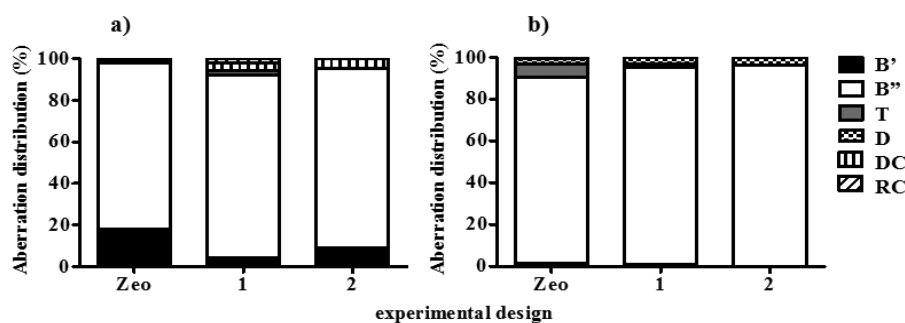 a)
b)
Aberration distribution (%)
100
80
60
40
20
0
Zeo
1
2
Aberration distribution (%)
100
80
60
40
20
0
Zeo
1
2
B’
B”
T
D
DC
RC
experimental design